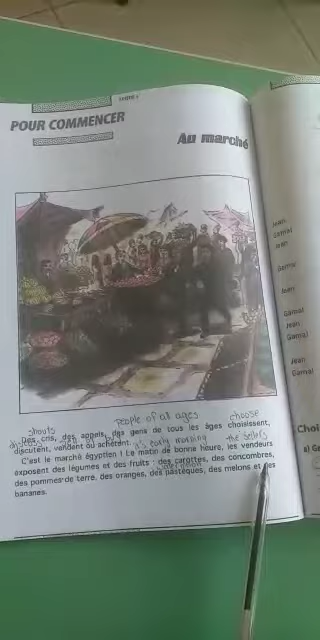 POUR COMMENCER
Au marché
Jean
Gamal
Jean
Gamal
Jean
Gamal
Jean
Gamal
Jean
Gamal
shouts people of all ages choose
Des cris, des appels, des gens de tous les âges choisissent,
discutent, vendent ou achètent.
it's early morning the sellers
C'est le marché égyptien ! Le matin de bonne heure, les vendeurs
exposent des légumes et des fruits : des carottes, des concombres,
des pommes de terre, des oranges, des pastèques, des melons et des
bananes.
Choi